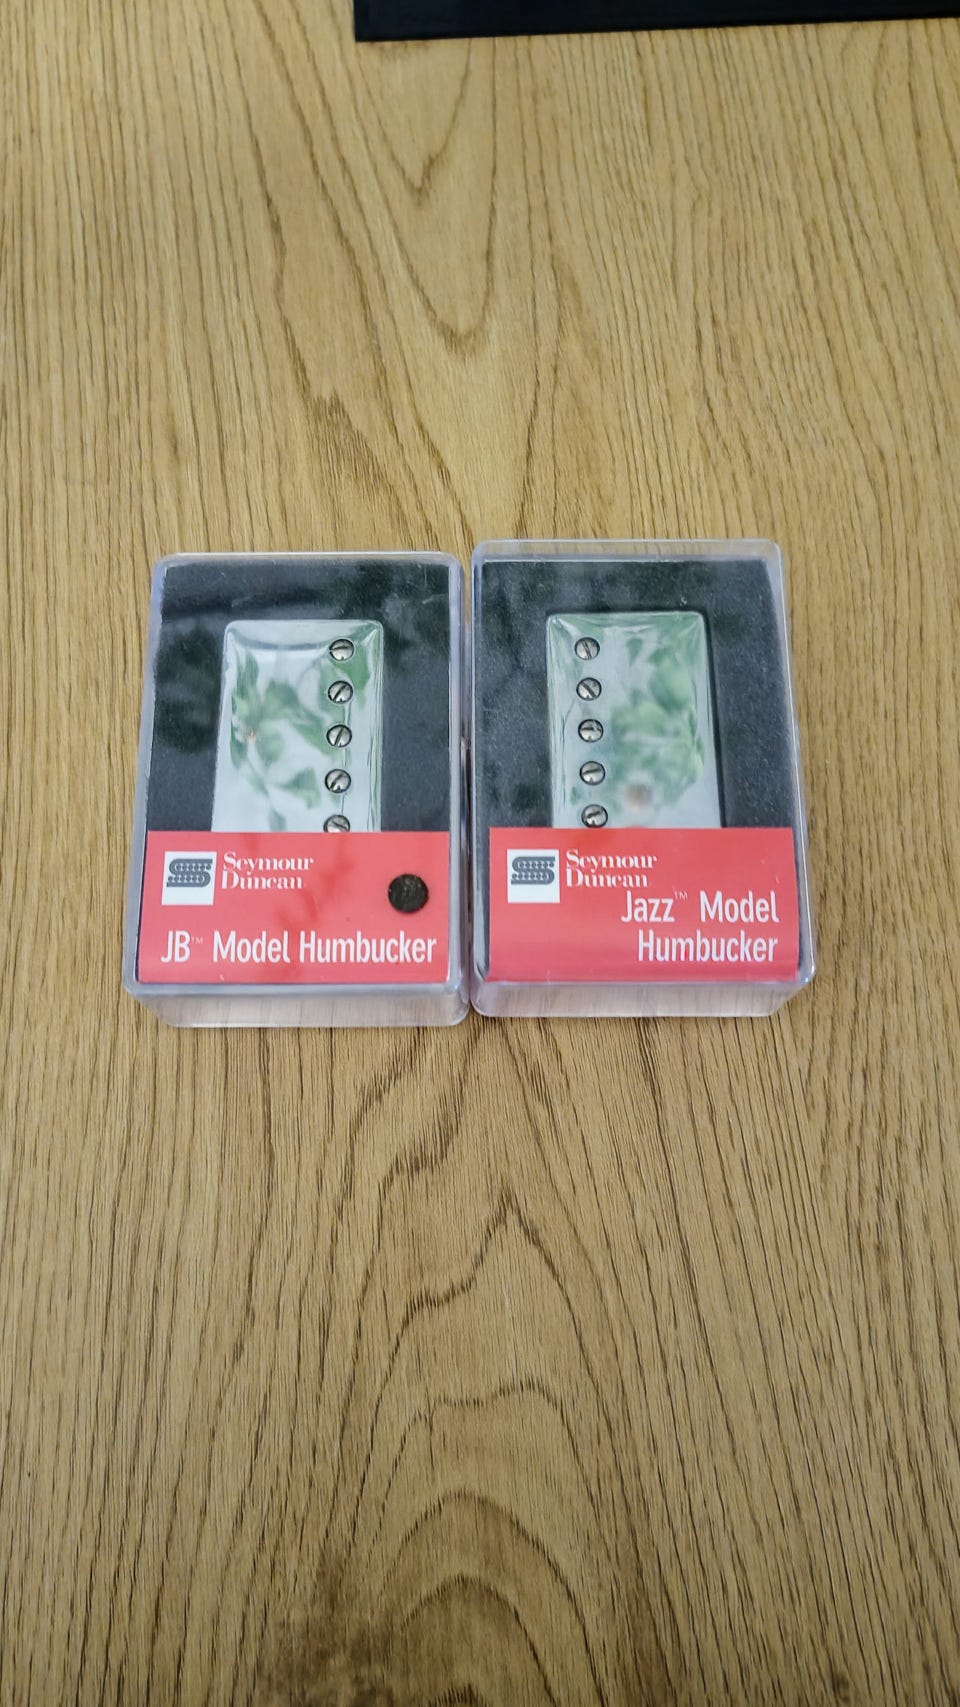 Seymour
Duncan
JB™ Model Humbucker
Seymour
Duncan
Jazz™ Model
Humbucker